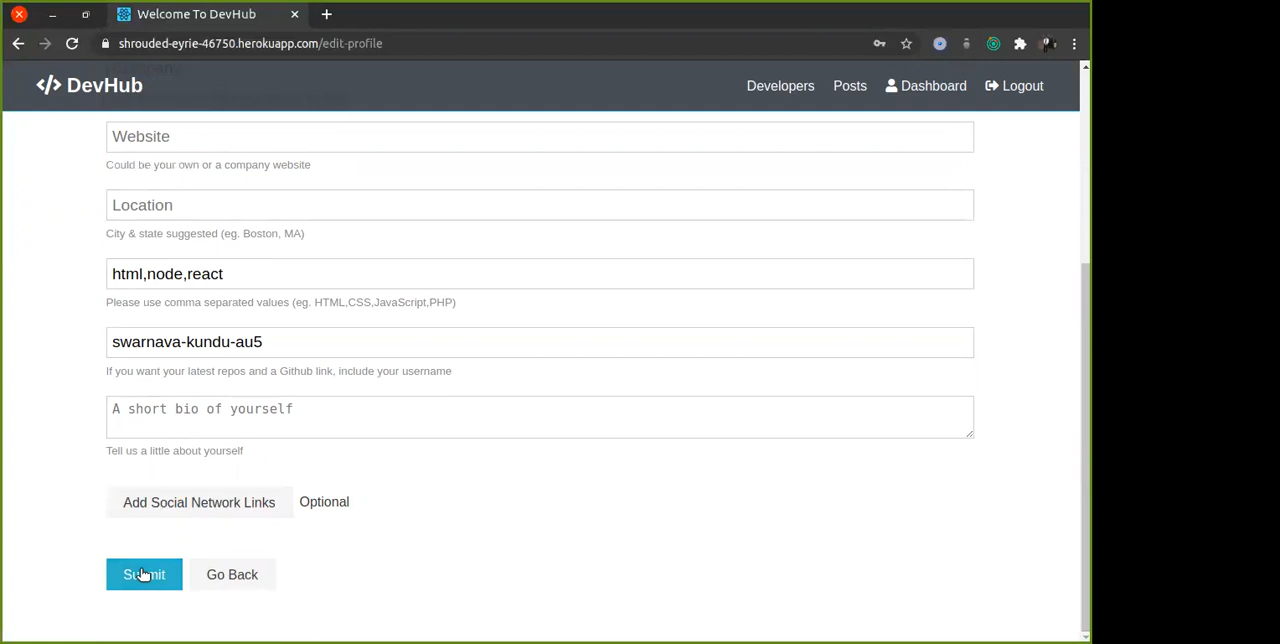 Welcome To DevHub
shrouded-eyrie-46750.herokuapp.com/edit-profile
DevHub
Developers
Posts
Dashboard
Logout
Website
Could be your own or a company website
Location
City & state suggested (eg. Boston, MA)
html,node,react
Please use comma separated values (eg. HTML,CSS,JavaScript,PHP)
swarnava-kundu-au5
If you want your latest repos and a Github link, include your username
A short bio of yourself
Tell us a little about yourself
Add Social Network Links Optional
Submit
Go Back